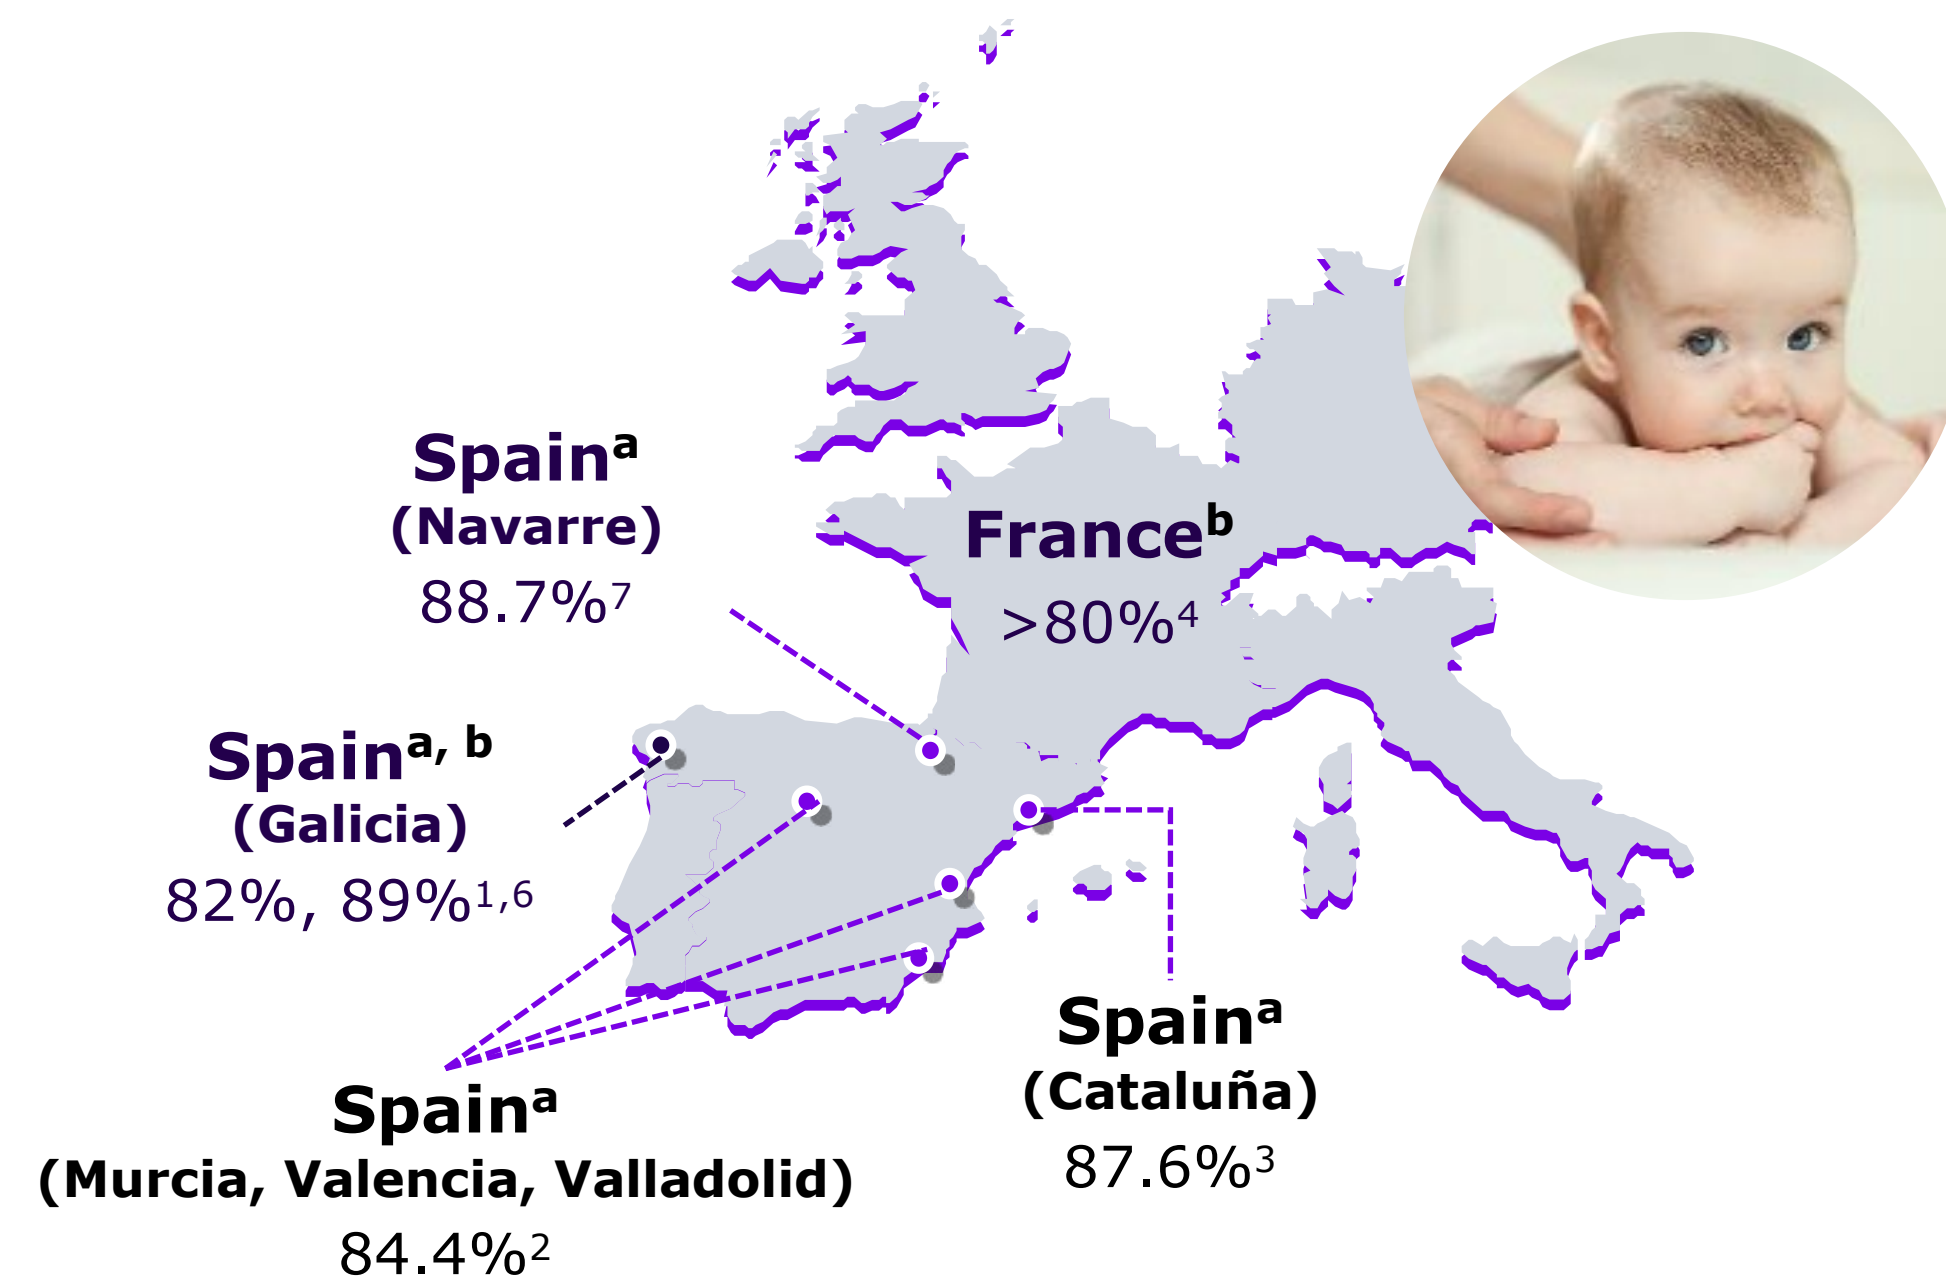 Spainᵃ
(Navarre)
88.7%⁷
Franceᵇ
>80%⁴
Spainᵃ, ᵇ
(Galicia)
82%, 89%¹,⁶
Spainᵃ
(Cataluña)
87.6%³
Spainᵃ
(Murcia, Valencia, Valladolid)
84.4%²